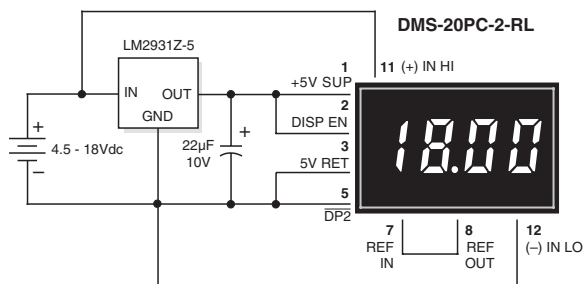 DMS-20PC-2-RL
LM2931Z-5
1
11 (+) IN HI
+5V SUP
IN
OUT
2
GND
DISP EN
+
+
4.5 - 18Vdc
22µF
10V
3
18.00
−
5V RET
5
DP2
7
8
12
REF
IN
REF
OUT
(–) IN LO